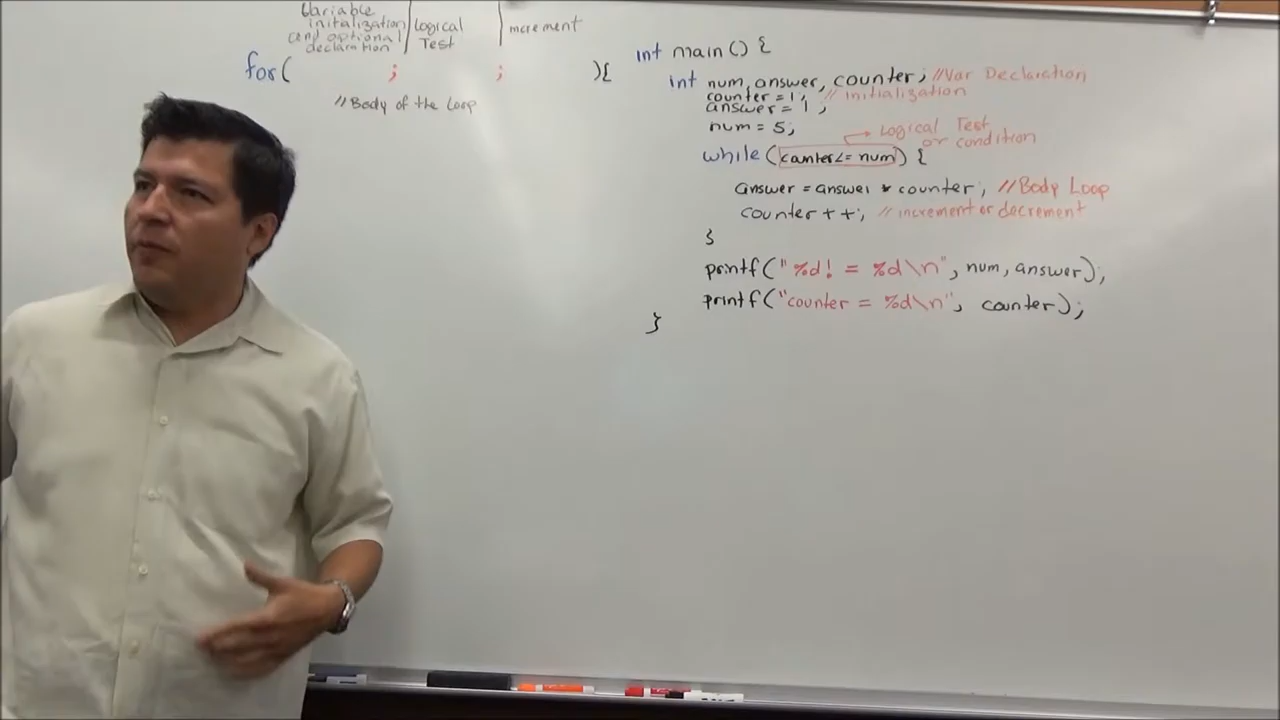 Variable
initalization
and optional
declaration
Logical
Test
increment
for( ; ; ){
//Body of the Loop
int main() {
int num, answer, counter; //Var Declaration
counter = 1; // initialization
answer = 1;
num = 5;
Logical Test
or condition
while (counter<= num) {
answer = answer * counter; //Body Loop
counter ++; // increment or decrement
}
printf(" %d! = %d\n", num, answer);
printf("counter = %d\n", counter);
}